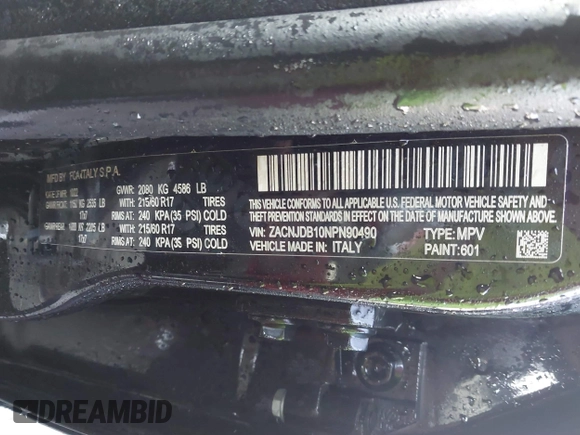 MFD BY FCA ITALY S.P.A.
GVWR: 2080 KG 4586 LB
WITH: 215/60 R17 TIRES
17x7 RIMS AT: 240 KPA(35 PSI) COLD
WITH: 215/60 R17 TIRES
17x7 RIMS AT: 240 KPA(35 PSI) COLD
THIS VEHICLE CONFORMS TO ALL APPLICABLE U.S. FEDERAL MOTOR VEHICLE
SAFETY, BUMPER, AND THEFT PREVENTION STANDARDS IN EFFECT
ON THE DATE OF MANUFACTURE SHOWN ABOVE.
VIN: ZACNJDB10NPN90490 TYPE: MPV
VEHICLE MADE IN: ITALY PAINT:601
DREAMBID